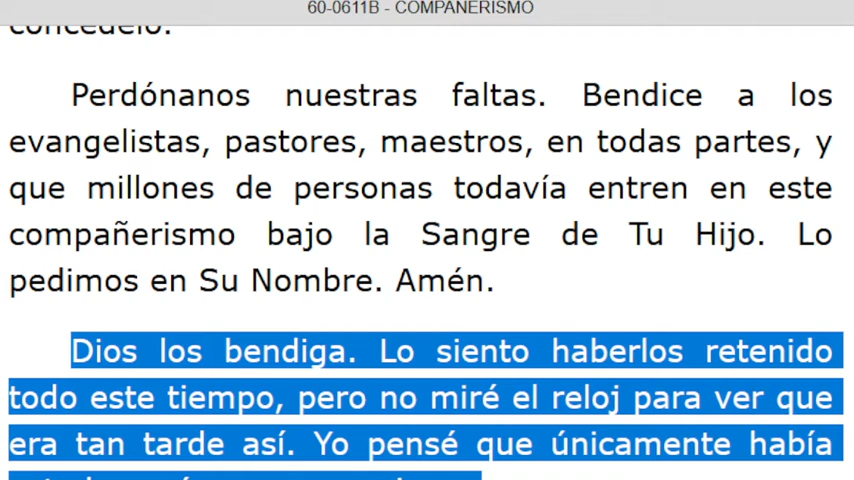 60-0611B - COMPAÑERISMO
concédelo.
Perdónanos nuestras faltas. Bendice a los
evangelistas, pastores, maestros, en todas partes, y
que millones de personas todavía entren en este
compañerismo bajo la Sangre de Tu Hijo. Lo
pedimos en Su Nombre. Amén.
Dios los bendiga. Lo siento haberlos retenido
todo este tiempo, pero no miré el reloj para ver que
era tan tarde así. Yo pensé que únicamente había